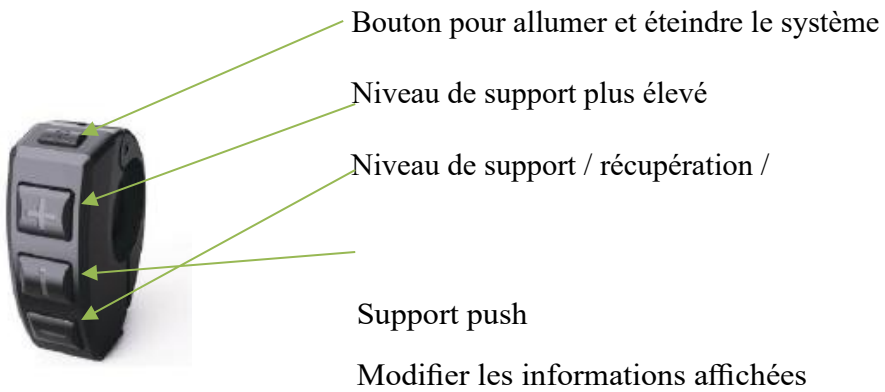 Bouton pour allumer et éteindre le système
Niveau de support plus élevé
Niveau de support / récupération /
Support push
Modifier les informations affichées